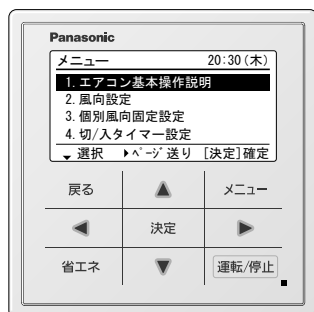 Panasonic
メニュー 20:30(木)
1. エアコン基本操作説明
2. 風向設定
3. 個別風向固定設定
4. 切/入タイマー設定
選択 ▶ページ送り [決定]確定
戻る ▲ メニュー
◀ 決定 ▶
省エネ ▼ 運転/停止